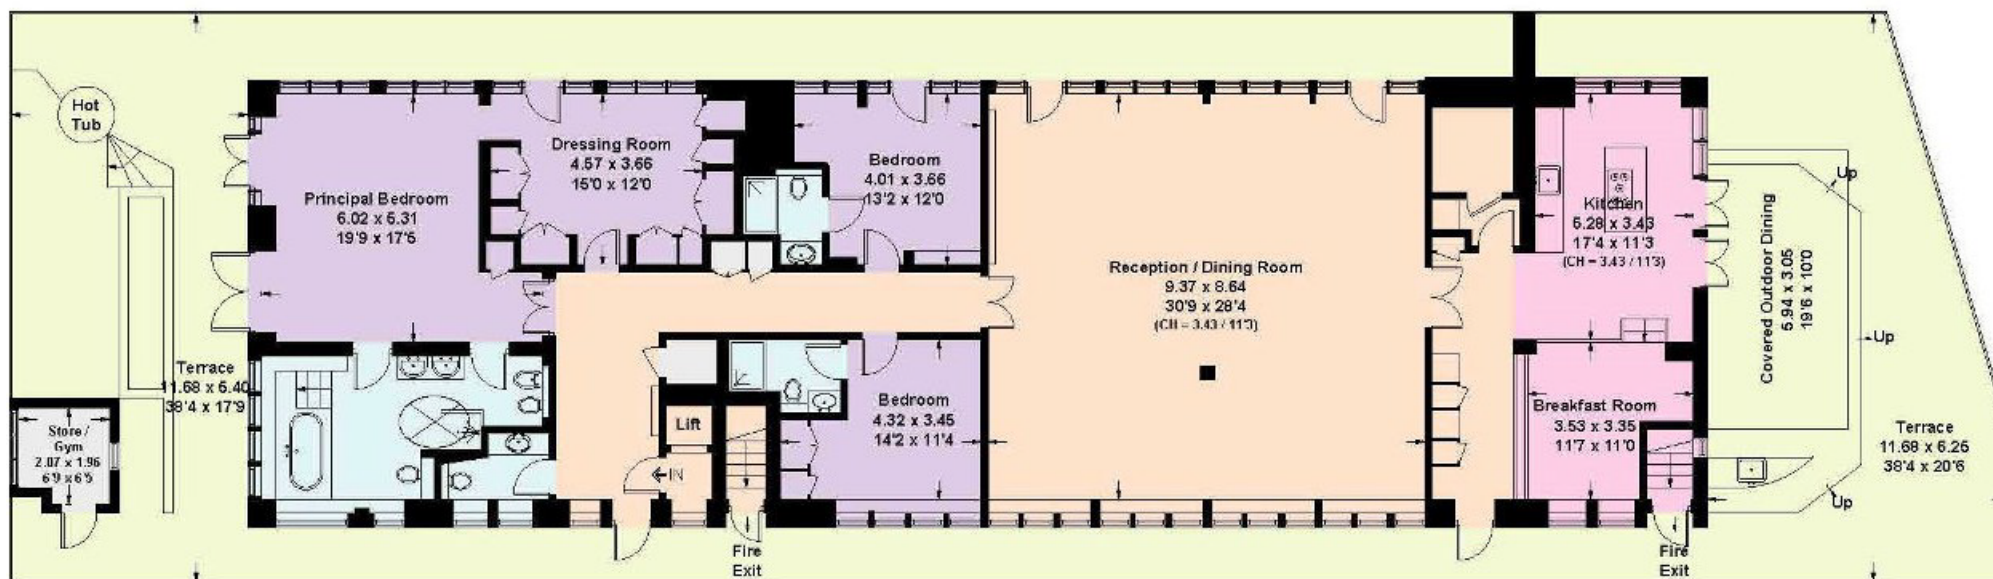 Hot
Tub
Principal Bedroom
6.02 x 5.31
19'9 x 17'5
Dressing Room
4.57 x 3.66
15'0 x 12'0
Bedroom
4.01 x 3.66
13'2 x 12'0
Reception / Dining Room
9.37 x 8.64
30'9 x 28'4
(CH = 3.43 / 11'3)
Kitchen
5.28 x 3.43
17'4 x 11'3
(CH = 3.43 / 11'3)
Covered Outdoor Dining
5.94 x 3.05
19'6 x 10'0
Up
Up
Up
Terrace
11.68 x 5.40
38'4 x 17'9
Store /
Gym
2.07 x 1.96
6'9 x 6'5
Lift
IN
Bedroom
4.32 x 3.45
14'2 x 11'4
Breakfast Room
3.53 x 3.35
11'7 x 11'0
Terrace
11.68 x 6.25
38'4 x 20'6
Fire
Exit
Fire
Exit